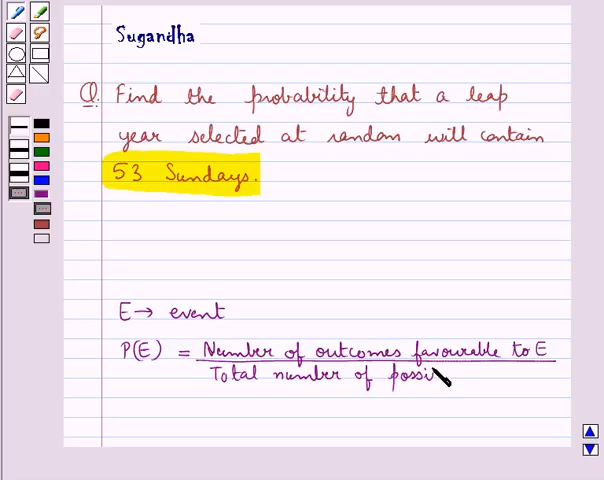 Sugandha
Q. Find the probability that a leap
year selected at random will contain
53 Sundays.
E → event
P(E) = Number of outcomes favourable to E
Total number of possi